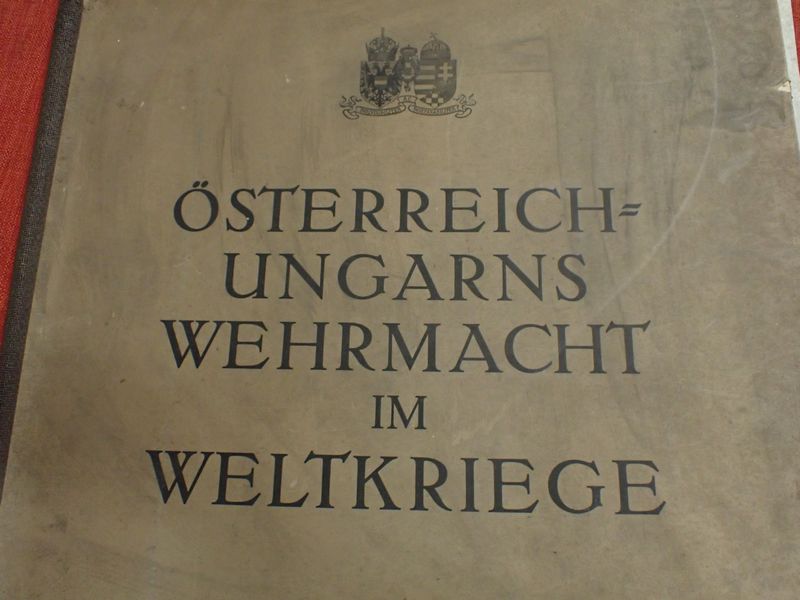 ÖSTERREICH=
UNGARNS
WEHRMACHT
IM
WELTKRIEGE